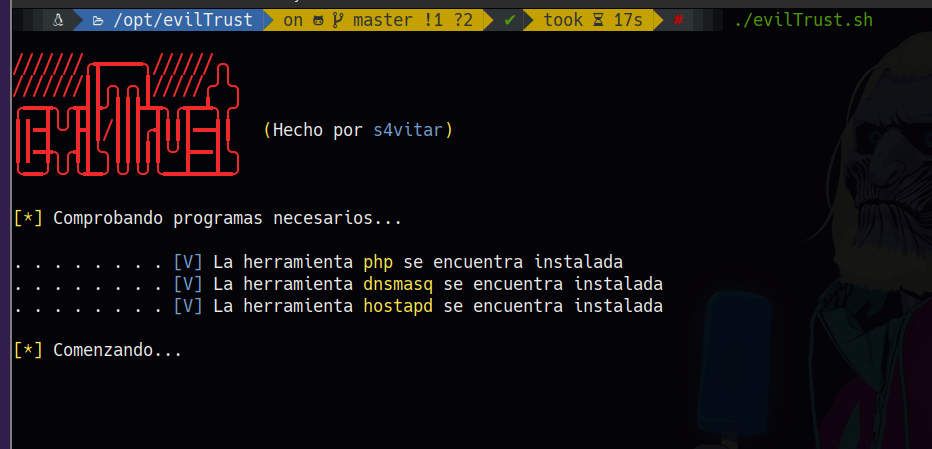 /opt/evilTrust on master !1 ?2 ✔ took 17s # ./evilTrust.sh
(Hecho por s4vitar)
[*] Comprobando programas necesarios...
. . . . . . . . [V] La herramienta php se encuentra instalada
. . . . . . . . [V] La herramienta dnsmasq se encuentra instalada
. . . . . . . . [V] La herramienta hostapd se encuentra instalada
[*] Comenzando...